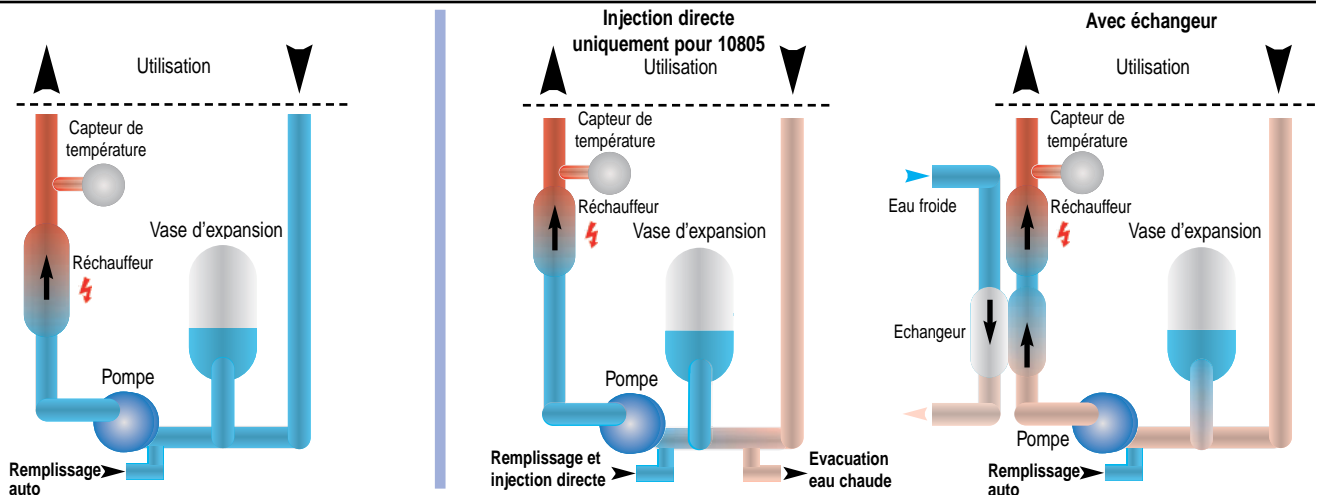 Utilisation
Capteur de
température
Vase d'expansion
Réchauffeur
Pompe
Remplissage
auto
Injection directe
uniquement pour 10805
Utilisation
Capteur de
température
Réchauffeur
Vase d'expansion
Pompe
Remplissage et
injection directe
Evacuation
eau chaude
Avec échangeur
Utilisation
Capteur de
température
Eau froide
Réchauffeur
Vase d'expansion
Echangeur
Pompe
Remplissage
auto